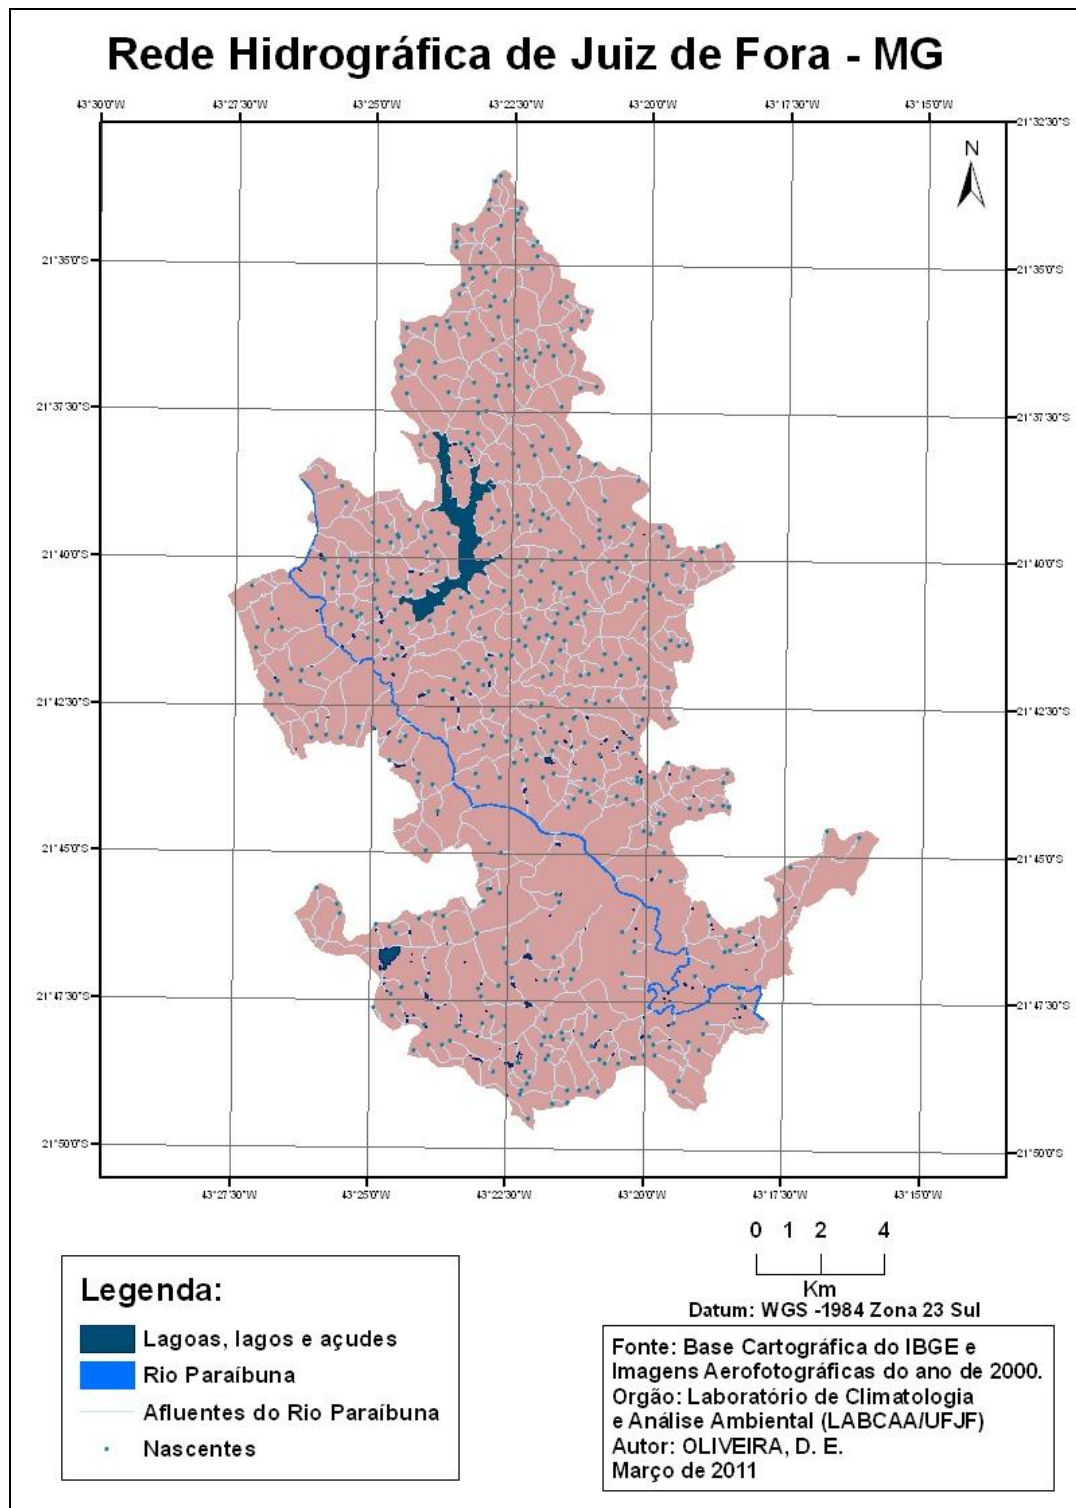 Rede Hidrográfica de Juiz de Fora - MG
43°30'0"W 43°27'30"W 43°25'0"W 43°22'30"W 43°20'0"W 43°17'30"W 43°15'0"W
21°32'30"S
N
21°35'0"S 21°35'0"S
21°37'30"S 21°37'30"S
21°40'0"S 21°40'0"S
21°42'30"S 21°42'30"S
21°45'0"S 21°45'0"S
21°47'30"S 21°47'30"S
21°50'0"S 21°50'0"S
43°27'30"W 43°25'0"W 43°22'30"W 43°20'0"W 43°17'30"W 43°15'0"W
0 1 2 4
Km
Datum: WGS -1984 Zona 23 Sul
Legenda:
Lagoas, lagos e açudes
Rio Paraíbuna
Afluentes do Rio Paraíbuna
Nascentes
Fonte: Base Cartográfica do IBGE e
Imagens Aerofotográficas do ano de 2000.
Orgão: Laboratório de Climatologia
e Análise Ambiental (LABCAA/UFJF)
Autor: OLIVEIRA, D. E.
Março de 2011